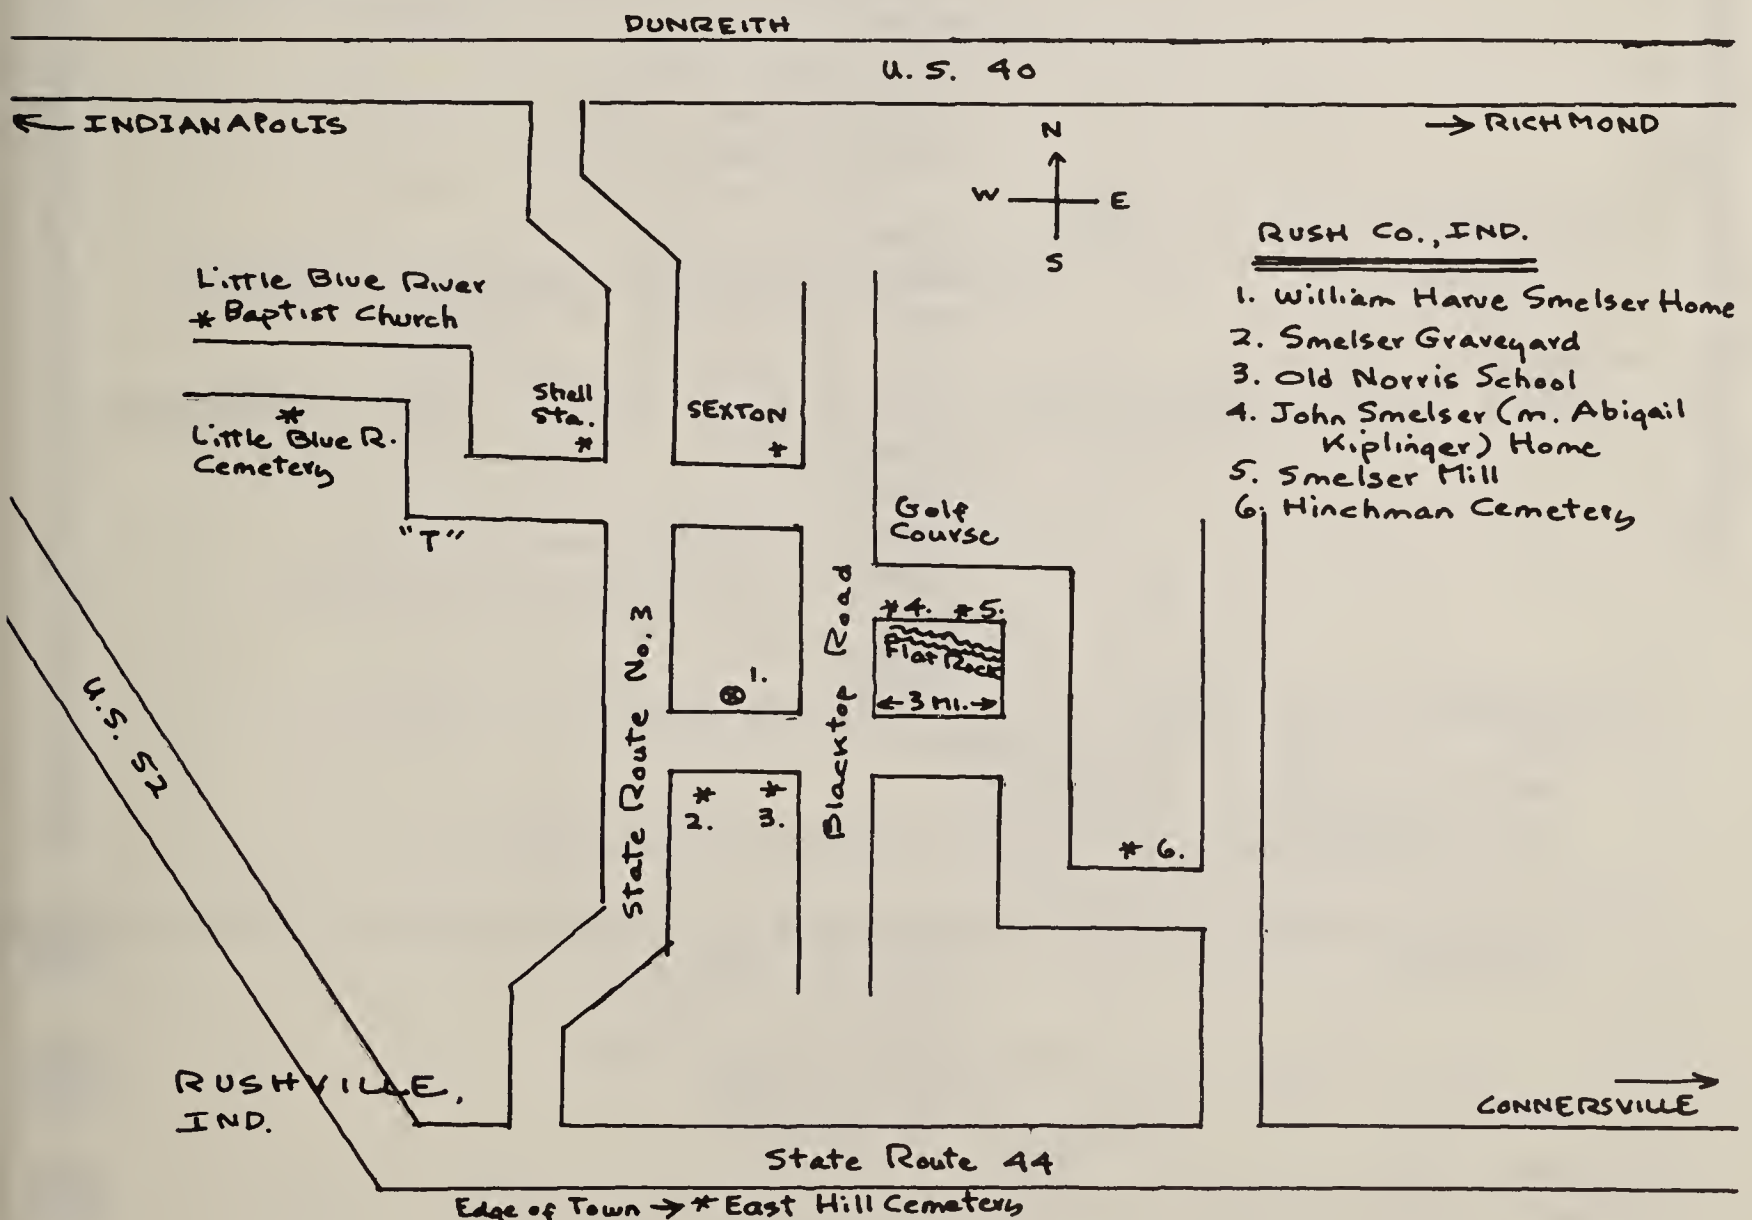 DUNREITH
U.S. 40
← INDIANAPOLIS
→ RICHMOND
N
W E
S
RUSH CO., IND.
1. William Harve Smelser Home
2. Smelser Graveyard
3. Old Norris School
4. John Smelser (m. Abigail
Kiplinger) Home
5. Smelser Mill
6. Hinchman Cemetery
Little Blue River
* Baptist Church
*
Little Blue R.
Cemetery
"T"
Shell
Sta.
*
SEXTON
*
Golf
Course
*4. *5.
Flat Rock
← 3 MI. →
1.
State Route No. 3
Blacktop Road
* *
2. 3.
* 6.
U.S. 52
RUSHVILLE,
IND.
→
CONNERSVILLE
State Route 44
Edge of Town → * East Hill Cemetery